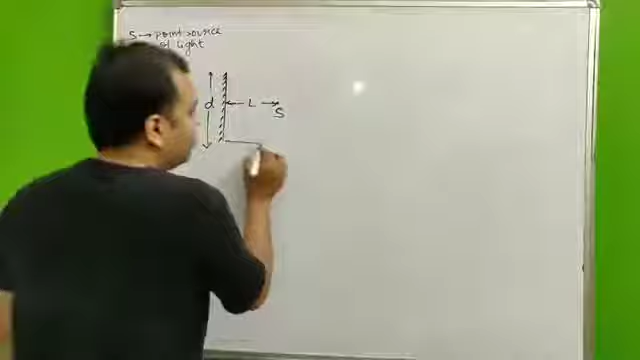 S → point source
of light
d
L
S